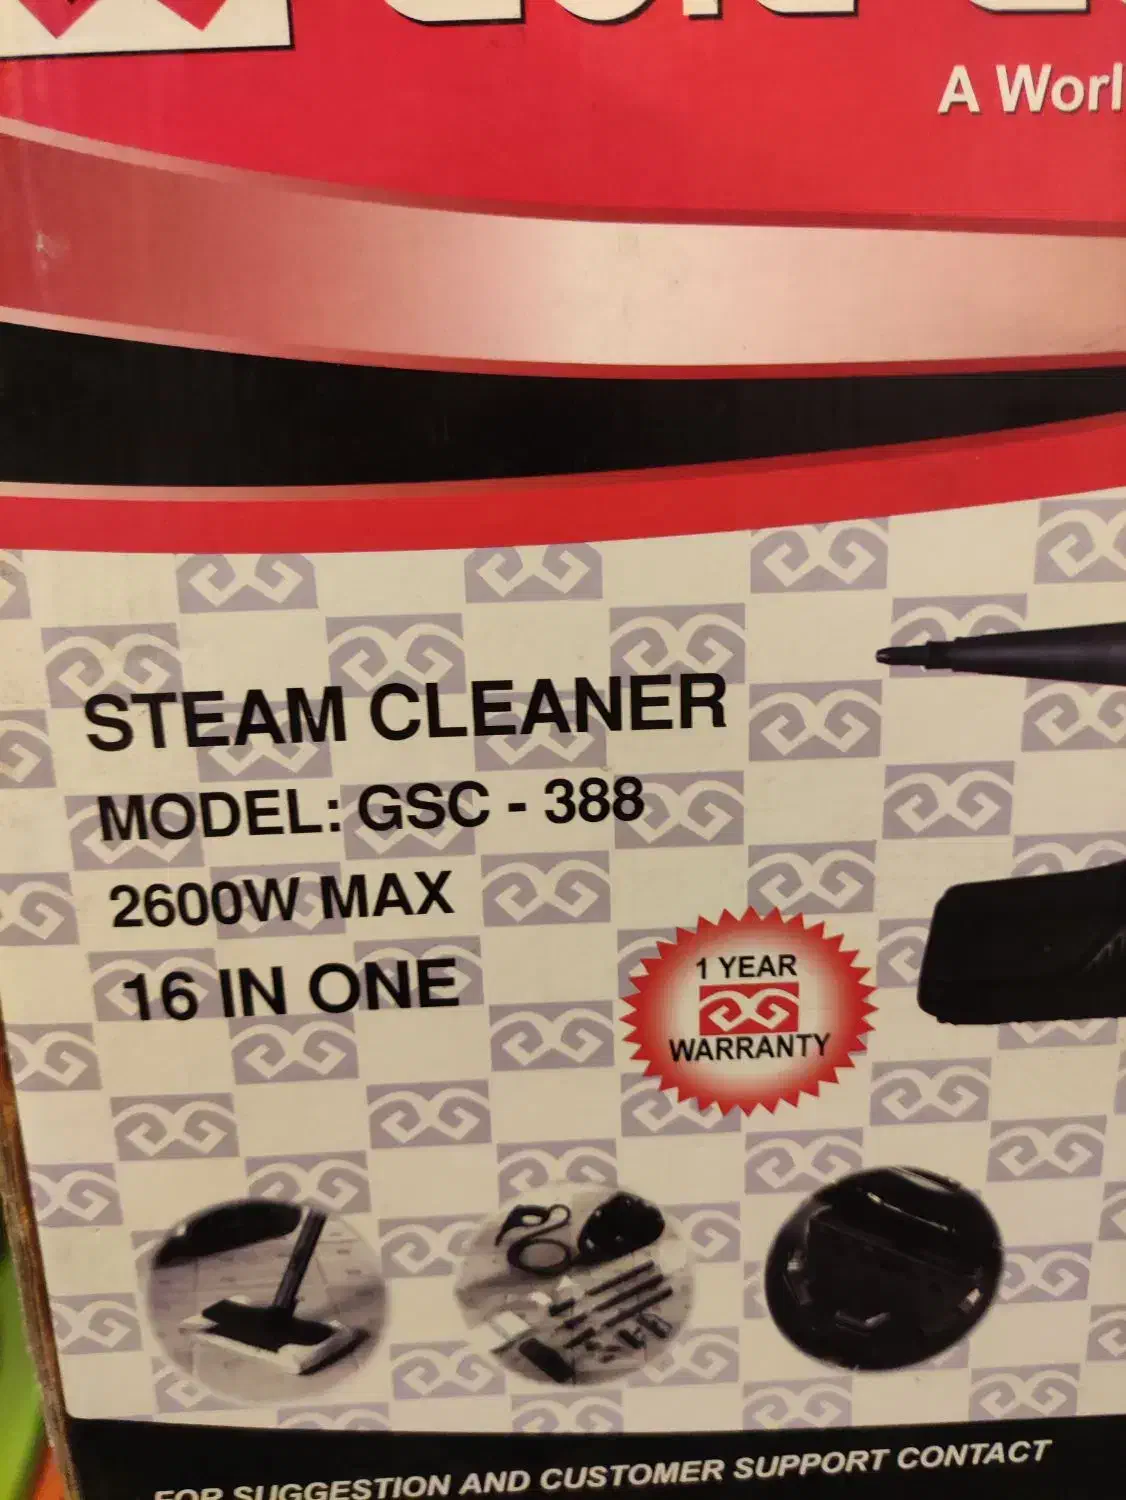 A Worl
STEAM CLEANER
MODEL: GSC - 388
2600W MAX
16 IN ONE
1 YEAR
WARRANTY
FOR SUGGESTION AND CUSTOMER SUPPORT CONTACT